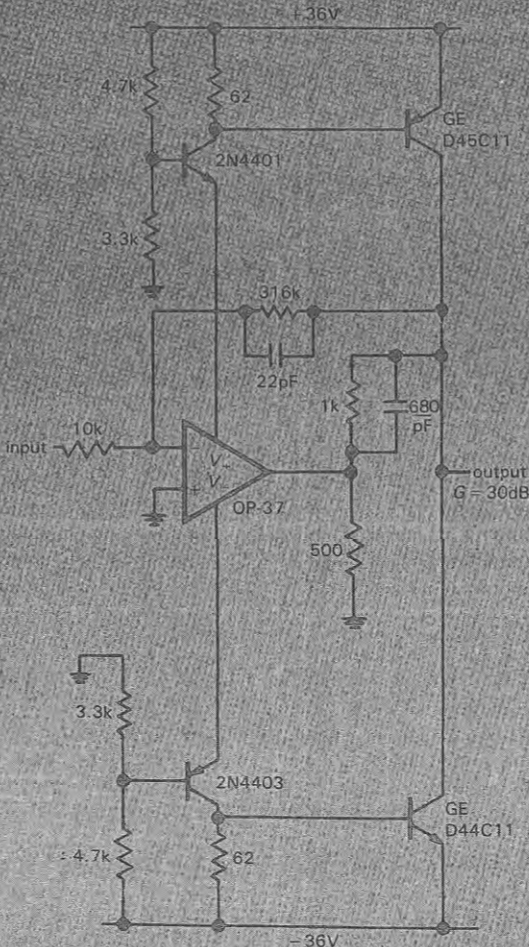 +36V
4.7k
62
GE
D45C11
2N4401
3.3k
316k
22pF
1k
680
pF
10k
input
−
V
+
V
OP-37
output
G = 30dB
500
3.3k
2N4403
GE
D44C11
4.7k
62
−36V